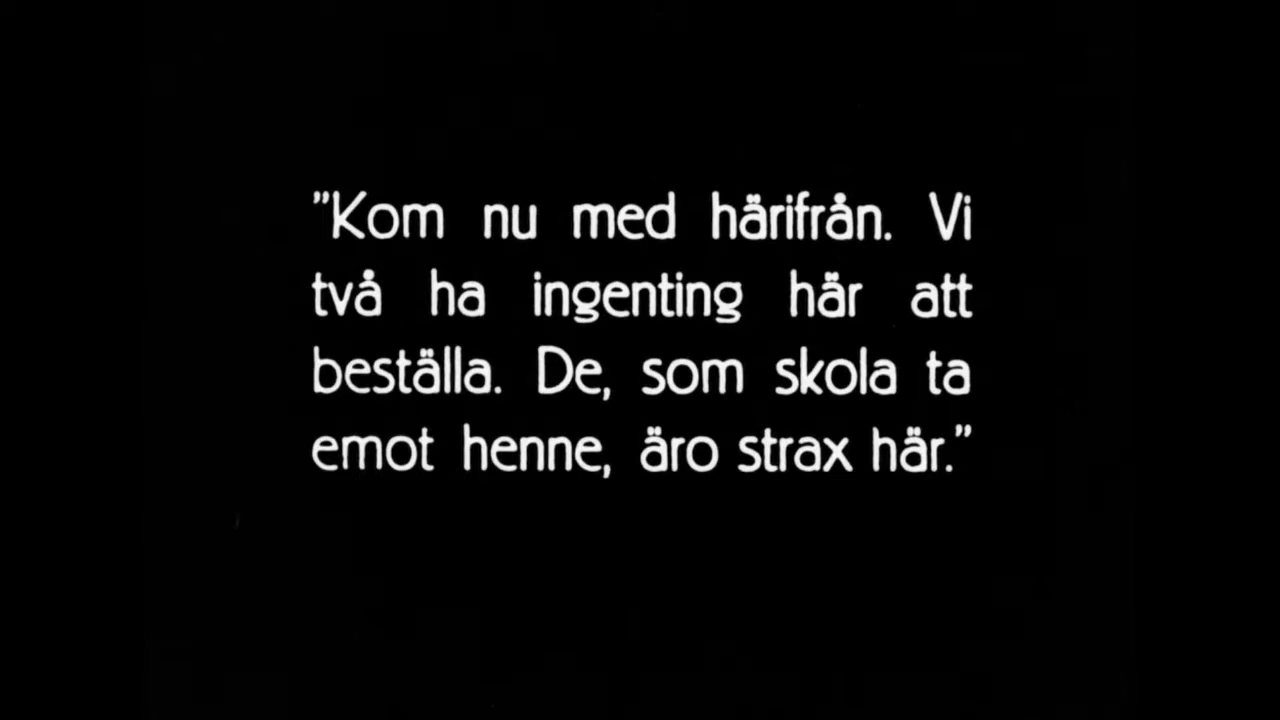 ”Kom nu med härifrån. Vi
två ha ingenting här att
beställa. De, som skola ta
emot henne, äro strax här.”